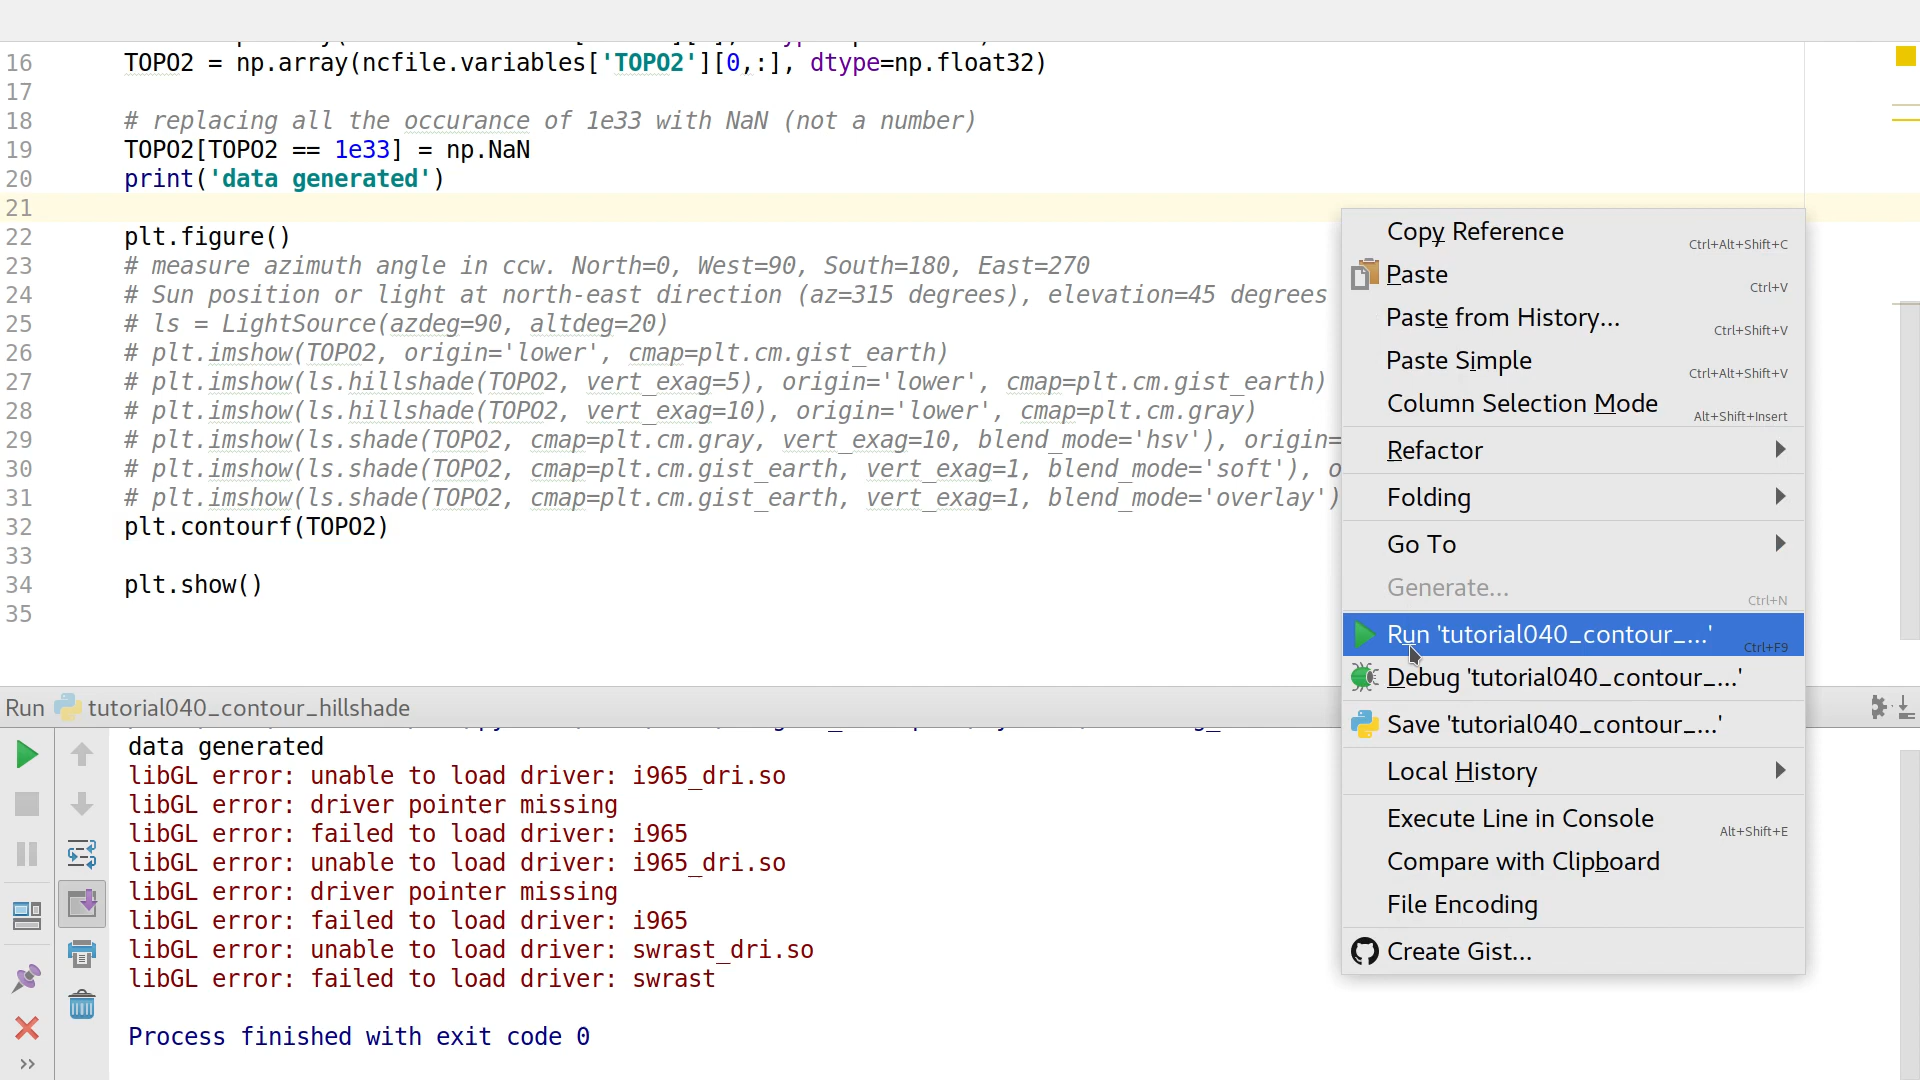 16 TOPO2 = np.array(ncfile.variables['TOPO2'][0,:], dtype=np.float32)
17
18 # replacing all the occurance of 1e33 with NaN (not a number)
19 TOPO2[TOPO2 == 1e33] = np.NaN
20 print('data generated')
21
22 plt.figure()
23 # measure azimuth angle in ccw. North=0, West=90, South=180, East=270
24 # Sun position or light at north-east direction (az=315 degrees), elevation=45 degrees
25 # ls = LightSource(azdeg=90, altdeg=20)
26 # plt.imshow(TOPO2, origin='lower', cmap=plt.cm.gist_earth)
27 # plt.imshow(ls.hillshade(TOPO2, vert_exag=5), origin='lower', cmap=plt.cm.gist_earth)
28 # plt.imshow(ls.hillshade(TOPO2, vert_exag=10), origin='lower', cmap=plt.cm.gray)
29 # plt.imshow(ls.shade(TOPO2, cmap=plt.cm.gray, vert_exag=10, blend_mode='hsv'), origin=
30 # plt.imshow(ls.shade(TOPO2, cmap=plt.cm.gist_earth, vert_exag=1, blend_mode='soft'), o
31 # plt.imshow(ls.shade(TOPO2, cmap=plt.cm.gist_earth, vert_exag=1, blend_mode='overlay')
32 plt.contourf(TOPO2)
33
34 plt.show()
35
Copy Reference Ctrl+Alt+Shift+C
Paste Ctrl+V
Paste from History... Ctrl+Shift+V
Paste Simple Ctrl+Alt+Shift+V
Column Selection Mode Alt+Shift+Insert
Refactor
Folding
Go To
Generate... Ctrl+N
Run 'tutorial040_contour_...' Ctrl+F9
Debug 'tutorial040_contour_...'
Save 'tutorial040_contour_...'
Local History
Execute Line in Console Alt+Shift+E
Compare with Clipboard
File Encoding
Create Gist...
Run tutorial040_contour_hillshade
data generated
libGL error: unable to load driver: i965_dri.so
libGL error: driver pointer missing
libGL error: failed to load driver: i965
libGL error: unable to load driver: i965_dri.so
libGL error: driver pointer missing
libGL error: failed to load driver: i965
libGL error: unable to load driver: swrast_dri.so
libGL error: failed to load driver: swrast
Process finished with exit code 0